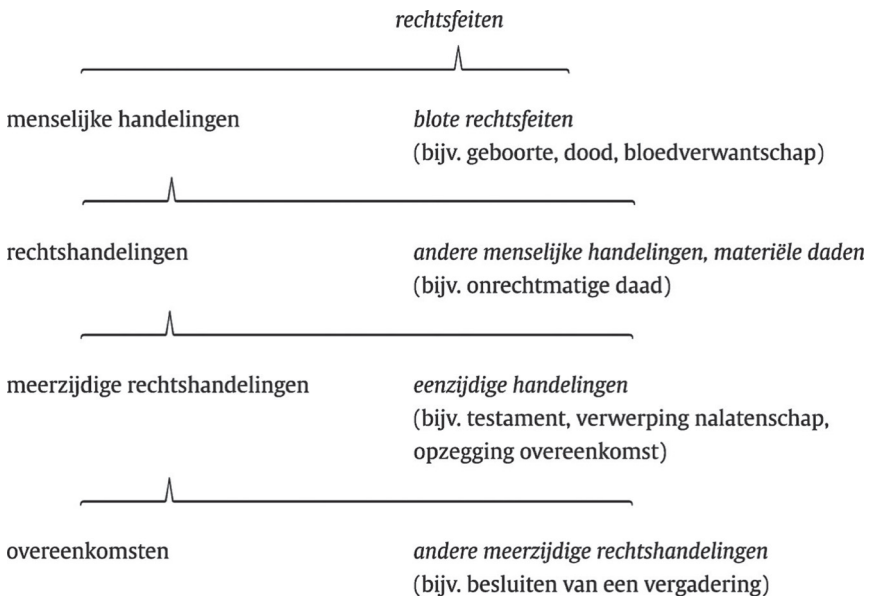 rechtsfeiten
menselijke handelingen
blote rechtsfeiten
(bijv. geboorte, dood, bloedverwantschap)
rechtshandelingen
andere menselijke handelingen, materiële daden
(bijv. onrechtmatige daad)
meerzijdige rechtshandelingen
eenzijdige handelingen
(bijv. testament, verwerping nalatenschap,
opzegging overeenkomst)
overeenkomsten
andere meerzijdige rechtshandelingen
(bijv. besluiten van een vergadering)